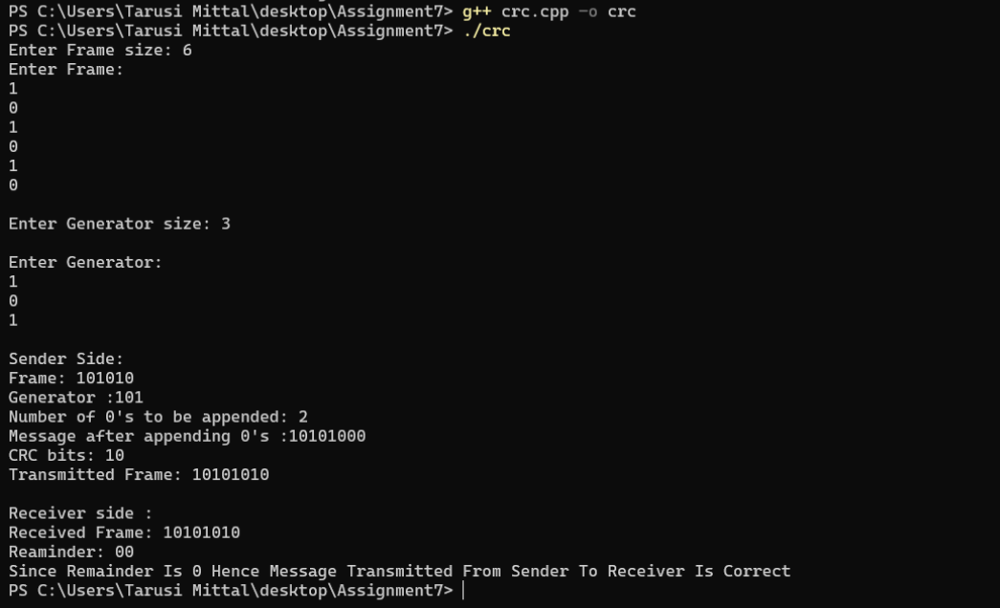 PS C:\Users\Tarusi Mittal\desktop\Assignment7> g++ crc.cpp -o crc
PS C:\Users\Tarusi Mittal\desktop\Assignment7> ./crc
Enter Frame size: 6
Enter Frame:
1
0
1
0
1
0
Enter Generator size: 3
Enter Generator:
1
0
1
Sender Side:
Frame: 101010
Generator :101
Number of 0's to be appended: 2
Message after appending 0's :10101000
CRC bits: 10
Transmitted Frame: 10101010
Receiver side :
Received Frame: 10101010
Reaminder: 00
Since Remainder Is 0 Hence Message Transmitted From Sender To Receiver Is Correct
PS C:\Users\Tarusi Mittal\desktop\Assignment7>